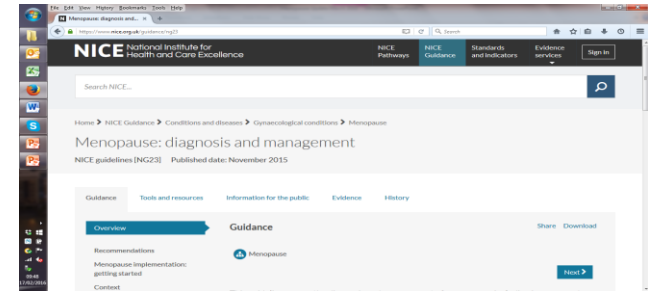 File Edit View History Bookmarks Tools Help
Menopause: diagnosis and... × +
https://www.nice.org.uk/guidance/ng23 Search
NICE National Institute for Health and Care Excellence
NICE Pathways NICE Guidance Standards and Indicators Evidence services Sign in
Search NICE...
Home > NICE Guidance > Conditions and diseases > Gynaecological conditions > Menopause
Menopause: diagnosis and management
NICE guidelines [NG23] Published date: November 2015
Guidance Tools and resources Information for the public Evidence History
Overview
Guidance
Share Download
Recommendations
Menopause
Menopause implementation:
getting started
Next >
Context
09:48
17/02/2016